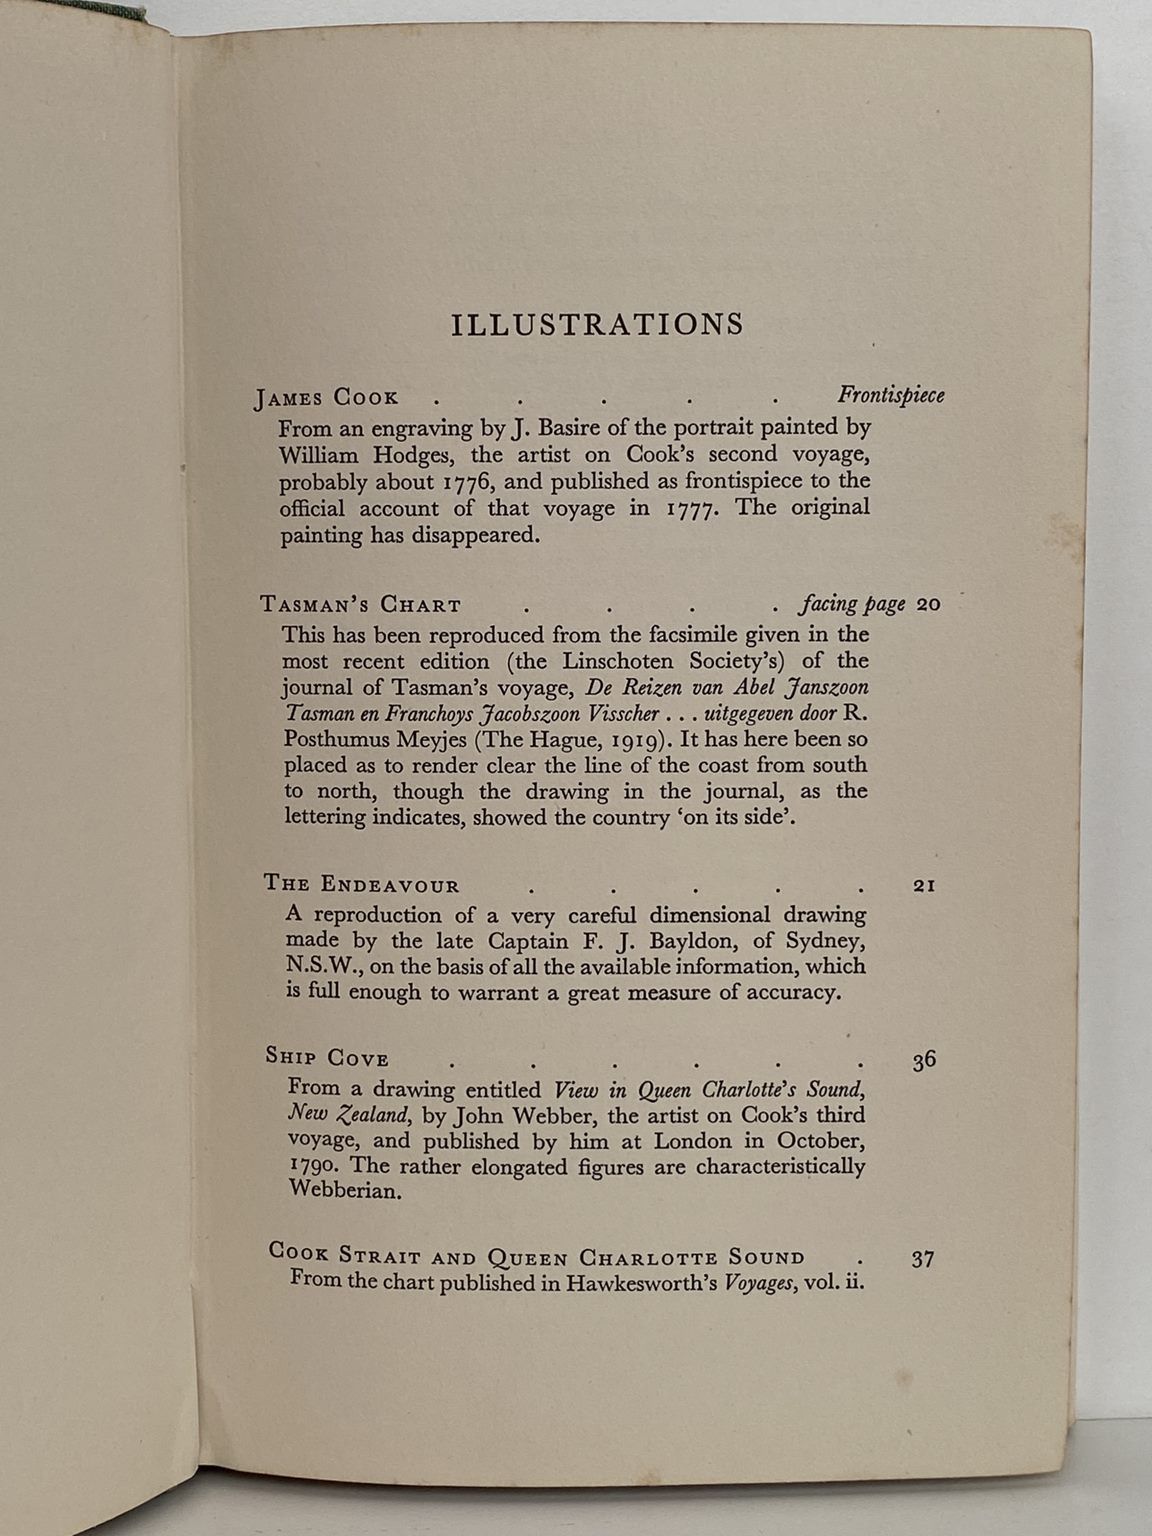 ILLUSTRATIONS
James Cook . . . . . Frontispiece
From an engraving by J. Basire of the portrait painted by
William Hodges, the artist on Cook's second voyage,
probably about 1776, and published as frontispiece to the
official account of that voyage in 1777. The original
painting has disappeared.
Tasman's Chart . . . . facing page 20
This has been reproduced from the facsimile given in the
most recent edition (the Linschoten Society's) of the
journal of Tasman's voyage, De Reizen van Abel Janszoon
Tasman en Franchoys Jacobszoon Visscher . . . uitgegeven door R.
Posthumus Meyjes (The Hague, 1919). It has here been so
placed as to render clear the line of the coast from south
to north, though the drawing in the journal, as the
lettering indicates, showed the country 'on its side'.
The Endeavour . . . . . 21
A reproduction of a very careful dimensional drawing
made by the late Captain F. J. Bayldon, of Sydney,
N.S.W., on the basis of all the available information, which
is full enough to warrant a great measure of accuracy.
Ship Cove . . . . . . 36
From a drawing entitled View in Queen Charlotte's Sound,
New Zealand, by John Webber, the artist on Cook's third
voyage, and published by him at London in October,
1790. The rather elongated figures are characteristically
Webberian.
Cook Strait and Queen Charlotte Sound . 37
From the chart published in Hawkesworth's Voyages, vol. ii.